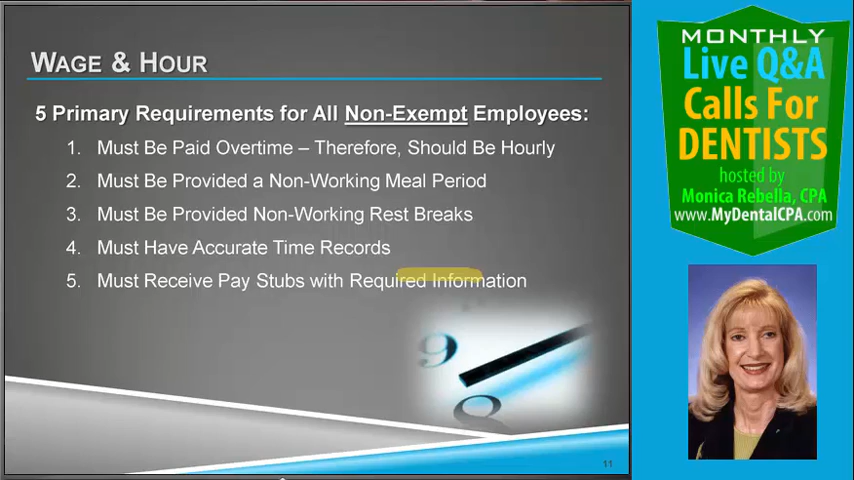 WAGE & HOUR
5 Primary Requirements for All Non-Exempt Employees:
1. Must Be Paid Overtime – Therefore, Should Be Hourly
2. Must Be Provided a Non-Working Meal Period
3. Must Be Provided Non-Working Rest Breaks
4. Must Have Accurate Time Records
5. Must Receive Pay Stubs with Required Information
9
8
11
MONTHLY
Live Q&A
Calls For
DENTISTS
hosted by
Monica Rebella, CPA
www.MyDentalCPA.com